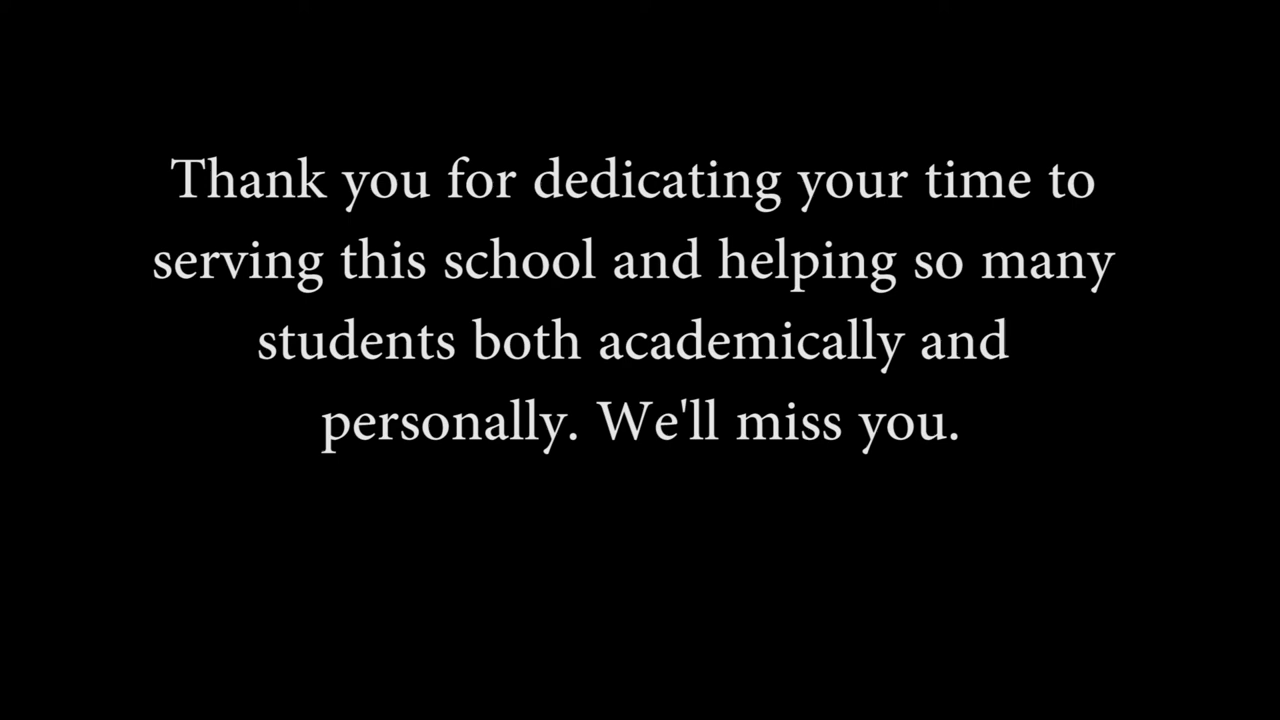 Thank you for dedicating your time to
serving this school and helping so many
students both academically and
personally. We'll miss you.